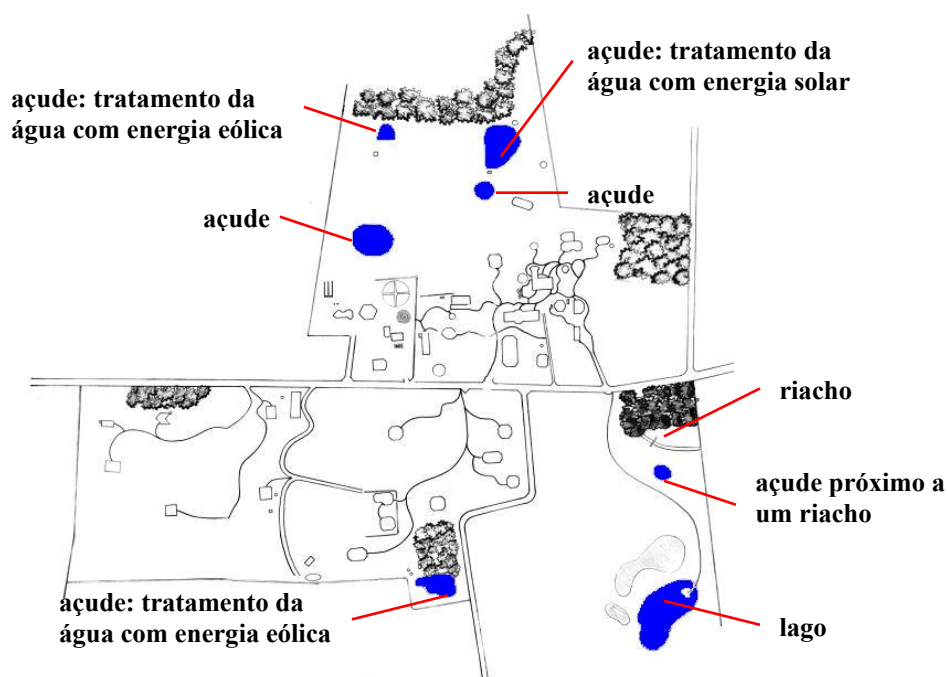 açude: tratamento da
água com energia solar
açude: tratamento da
água com energia eólica
açude
açude
riacho
açude próximo a
um riacho
açude: tratamento da
água com energia eólica
lago